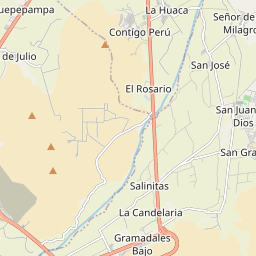 uepepampa
La Huaca
Señor de
Milagro
Contigo Perú
de Julio
San José
El Rosario
San Juan
Dios
San Gra
Salinitas
La Candelaria
Gramadales
Bajo